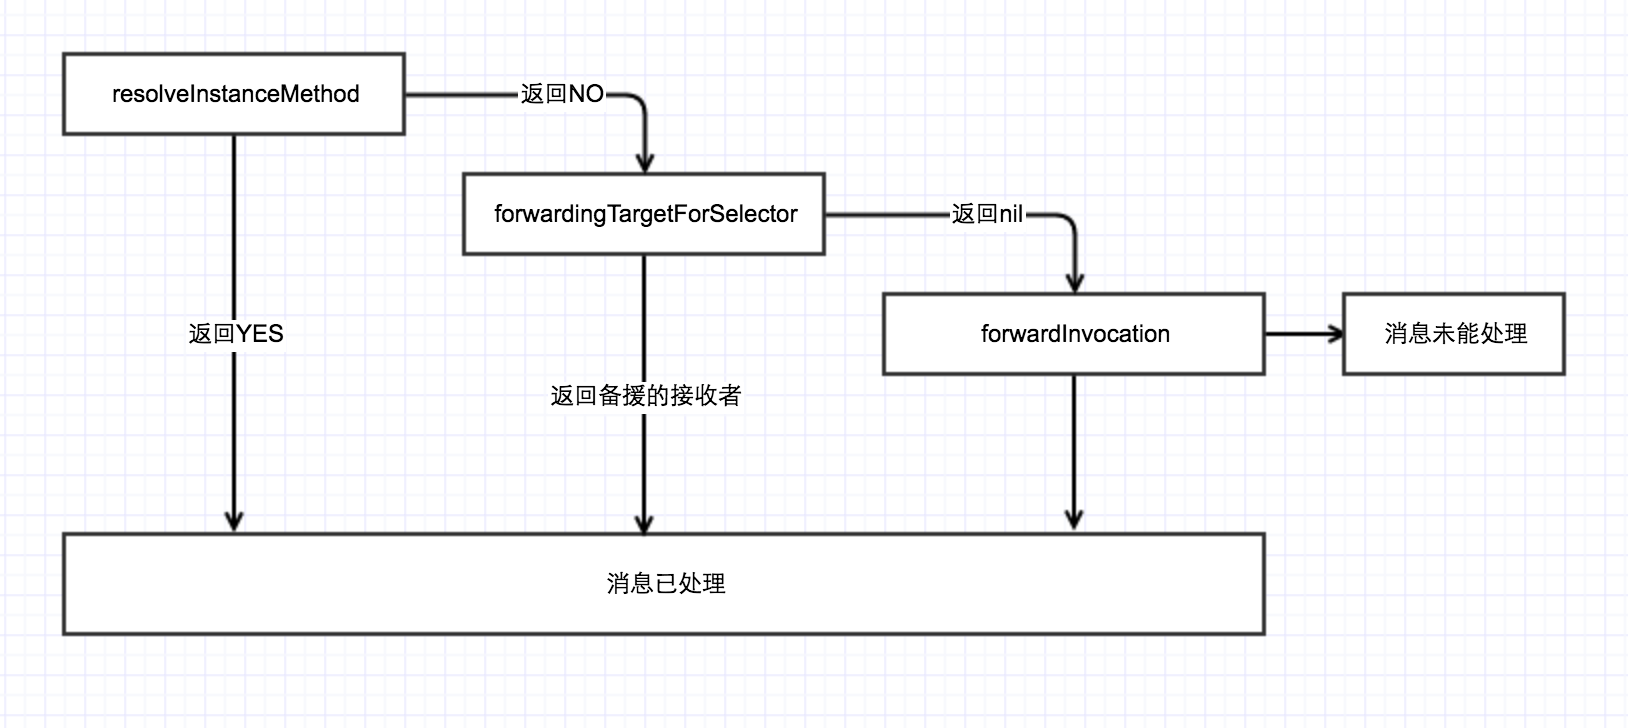 resolveInstanceMethod
返回NO
forwardingTargetForSelector
返回nil
forwardInvocation
消息未能处理
返回YES
返回备援的接收者
消息已处理